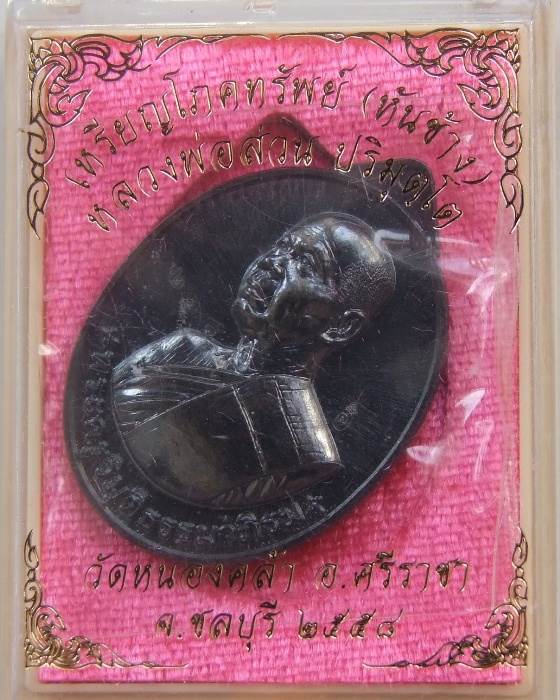 เหรียญโภคทรัพย์ (หันข้าง)
หลวงพ่อส่วน ปริมุตฺโต
วัดหนองคล้า อ.ศรีราชา
จ.ชลบุรี ๒๕๕๘